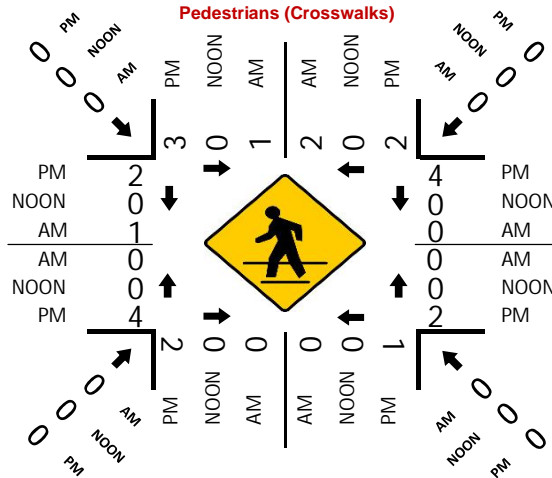 Pedestrians (Crosswalks)
PM 0
NOON 0
AM 0
PM NOON AM AM NOON PM
0 PM
0 NOON
0 AM
3 0 1 2 0 2
PM 2 4 PM
NOON 0 0 NOON
AM 1 0 AM
AM 0 0 AM
NOON 0 0 NOON
PM 4 2 PM
2 0 0 0 0 1
0 AM
0 NOON
0 PM
PM NOON AM AM NOON PM
AM 0
NOON 0
PM 0